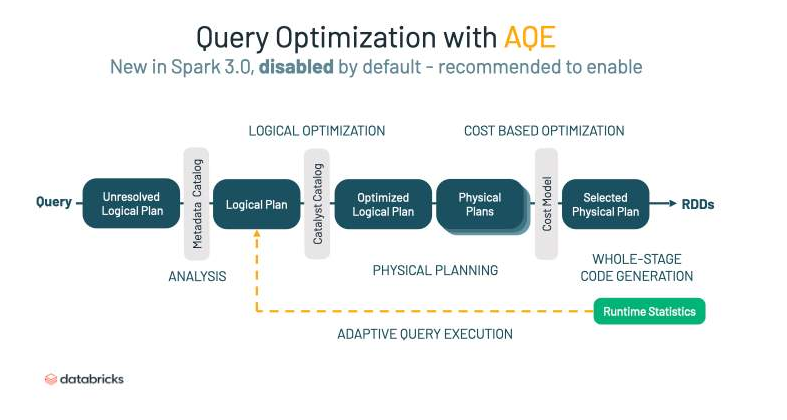 Query Optimization with AQE
New in Spark 3.0, disabled by default - recommended to enable
LOGICAL OPTIMIZATION
COST BASED OPTIMIZATION
Query
Unresolved
Logical Plan
Metadata Catalog
Logical Plan
Catalyst Catalog
Optimized
Logical Plan
Physical
Plans
Cost Model
Selected
Physical Plan
RDDs
ANALYSIS
PHYSICAL PLANNING
WHOLE-STAGE
CODE GENERATION
Runtime Statistics
ADAPTIVE QUERY EXECUTION
databricks